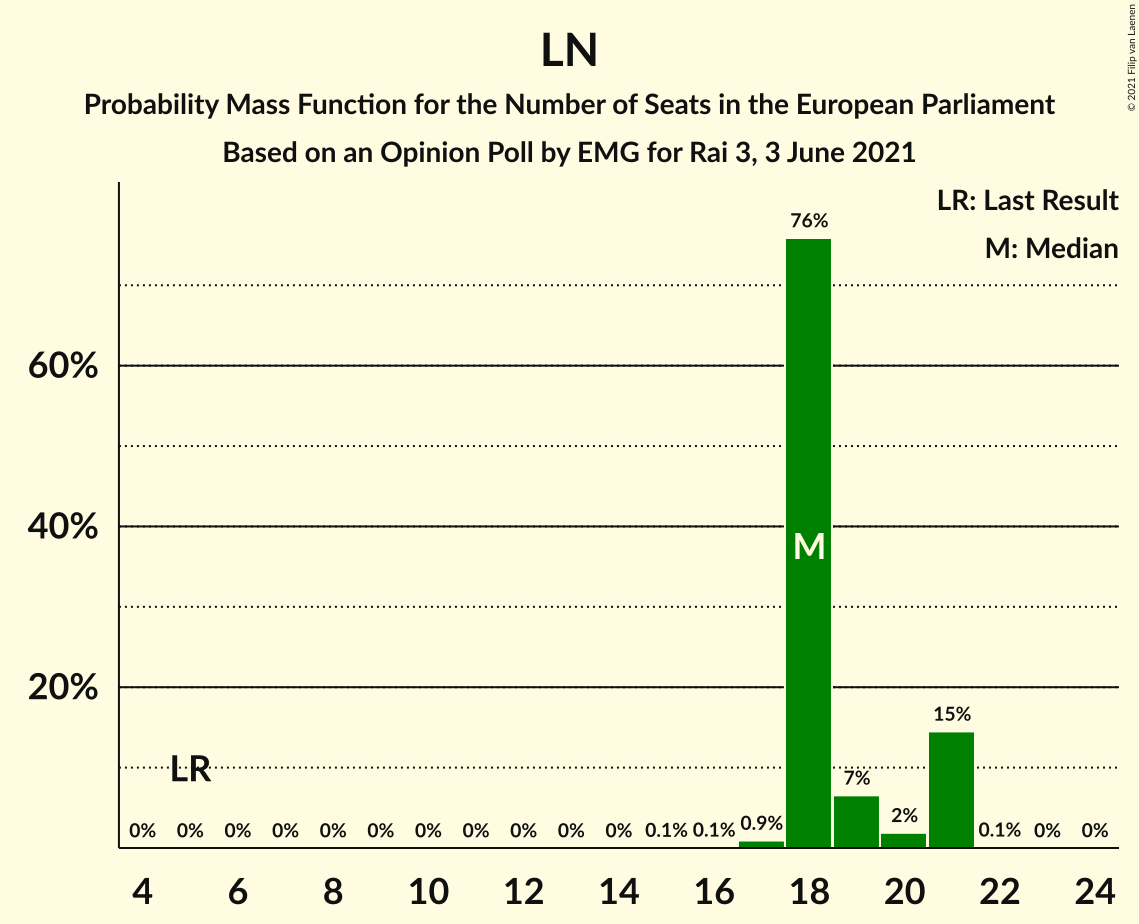 LN
Probability Mass Function for the Number of Seats in the European Parliament
Based on an Opinion Poll by EMG for Rai 3, 3 June 2021
© 2021 Filip van Laenen
LR: Last Result
M: Median
76%
60%
40%
M
20%
15%
LR
7%
0% 0% 0% 0% 0% 0% 0% 0% 0% 0% 0% 0.1% 0.1% 0.9% 2% 0.1% 0% 0%
4 6 8 10 12 14 16 18 20 22 24